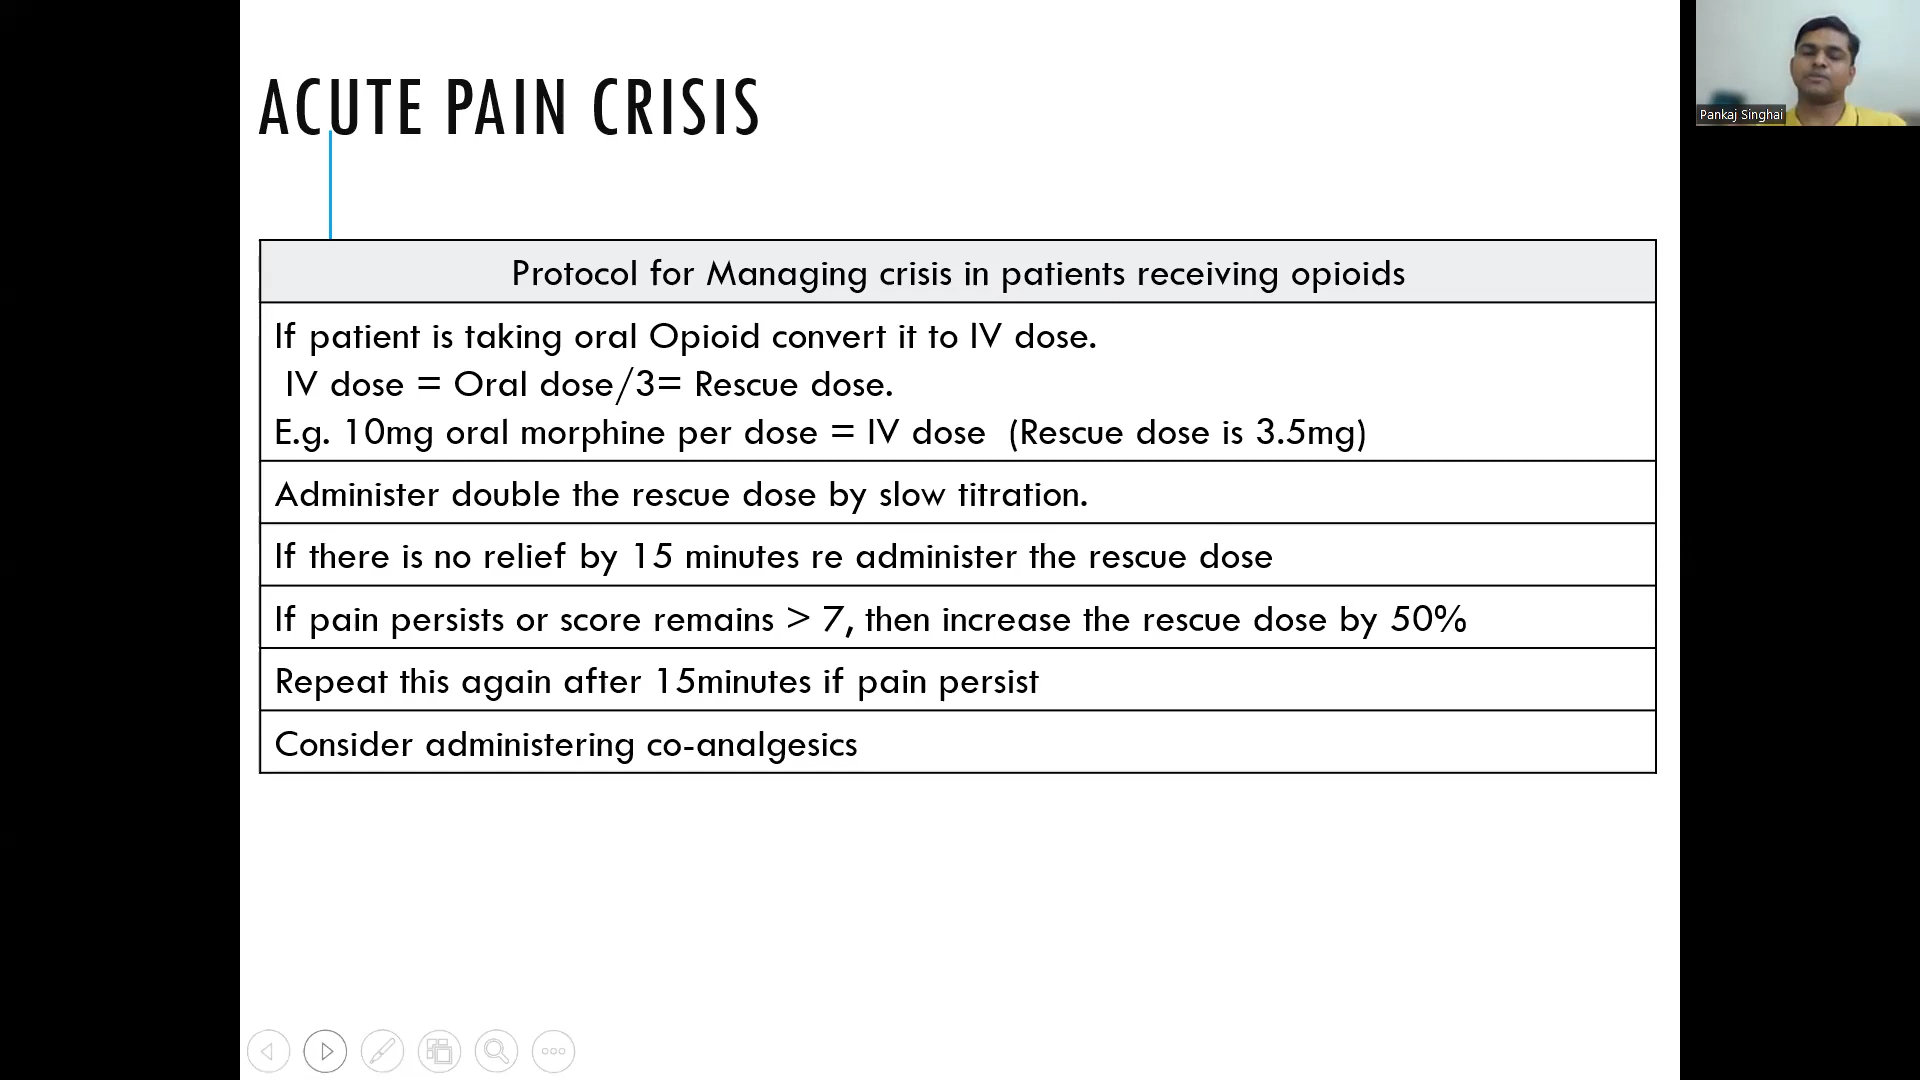 ACUTE PAIN CRISIS
Pankaj Singhai
Protocol for Managing crisis in patients receiving opioids
If patient is taking oral Opioid convert it to IV dose.
IV dose = Oral dose/3= Rescue dose.
E.g. 10mg oral morphine per dose = IV dose (Rescue dose is 3.5mg)
Administer double the rescue dose by slow titration.
If there is no relief by 15 minutes re administer the rescue dose
If pain persists or score remains > 7, then increase the rescue dose by 50%
Repeat this again after 15minutes if pain persist
Consider administering co-analgesics